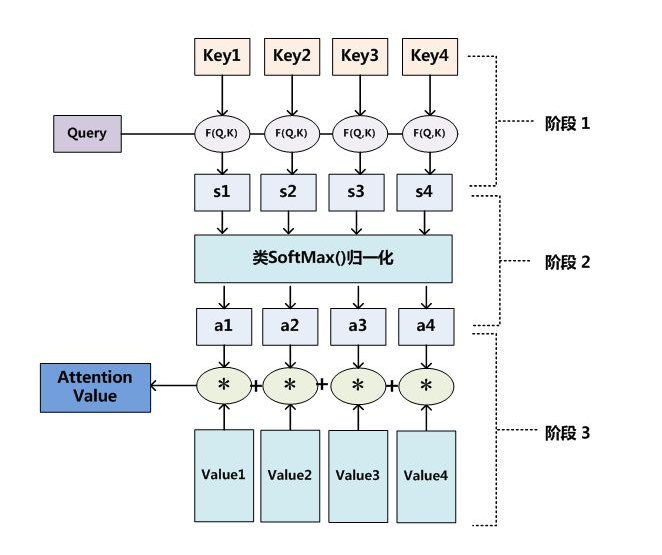 Key1 Key2 Key3 Key4
Query F(Q,K) F(Q,K) F(Q,K) F(Q,K) 阶段 1
s1 s2 s3 s4
类SoftMax()归一化 阶段 2
a1 a2 a3 a4
Attention
Value
* + * + * + *
阶段 3
Value1 Value2 Value3 Value4